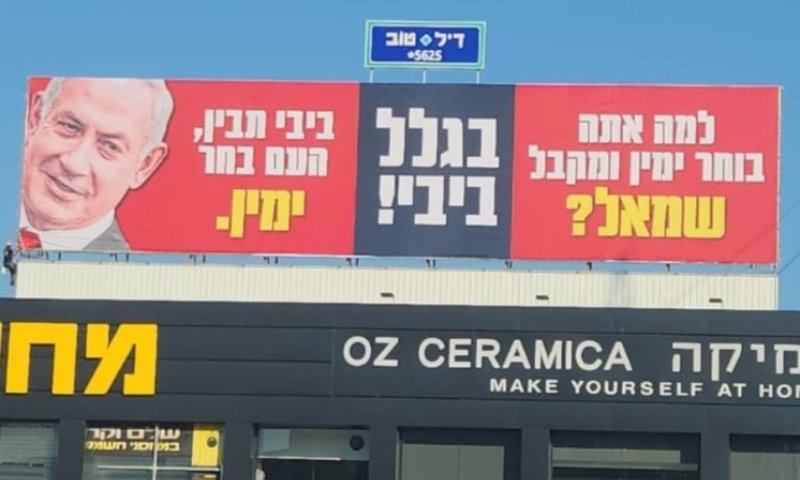 דיל טוב
*5625
למה אתה
בוחר ימין ומקבל
שמאל?
בגלל
ביבי!
ביבי תבין,
העם בחר
ימין.
OZ CERAMICA
MAKE YOURSELF AT